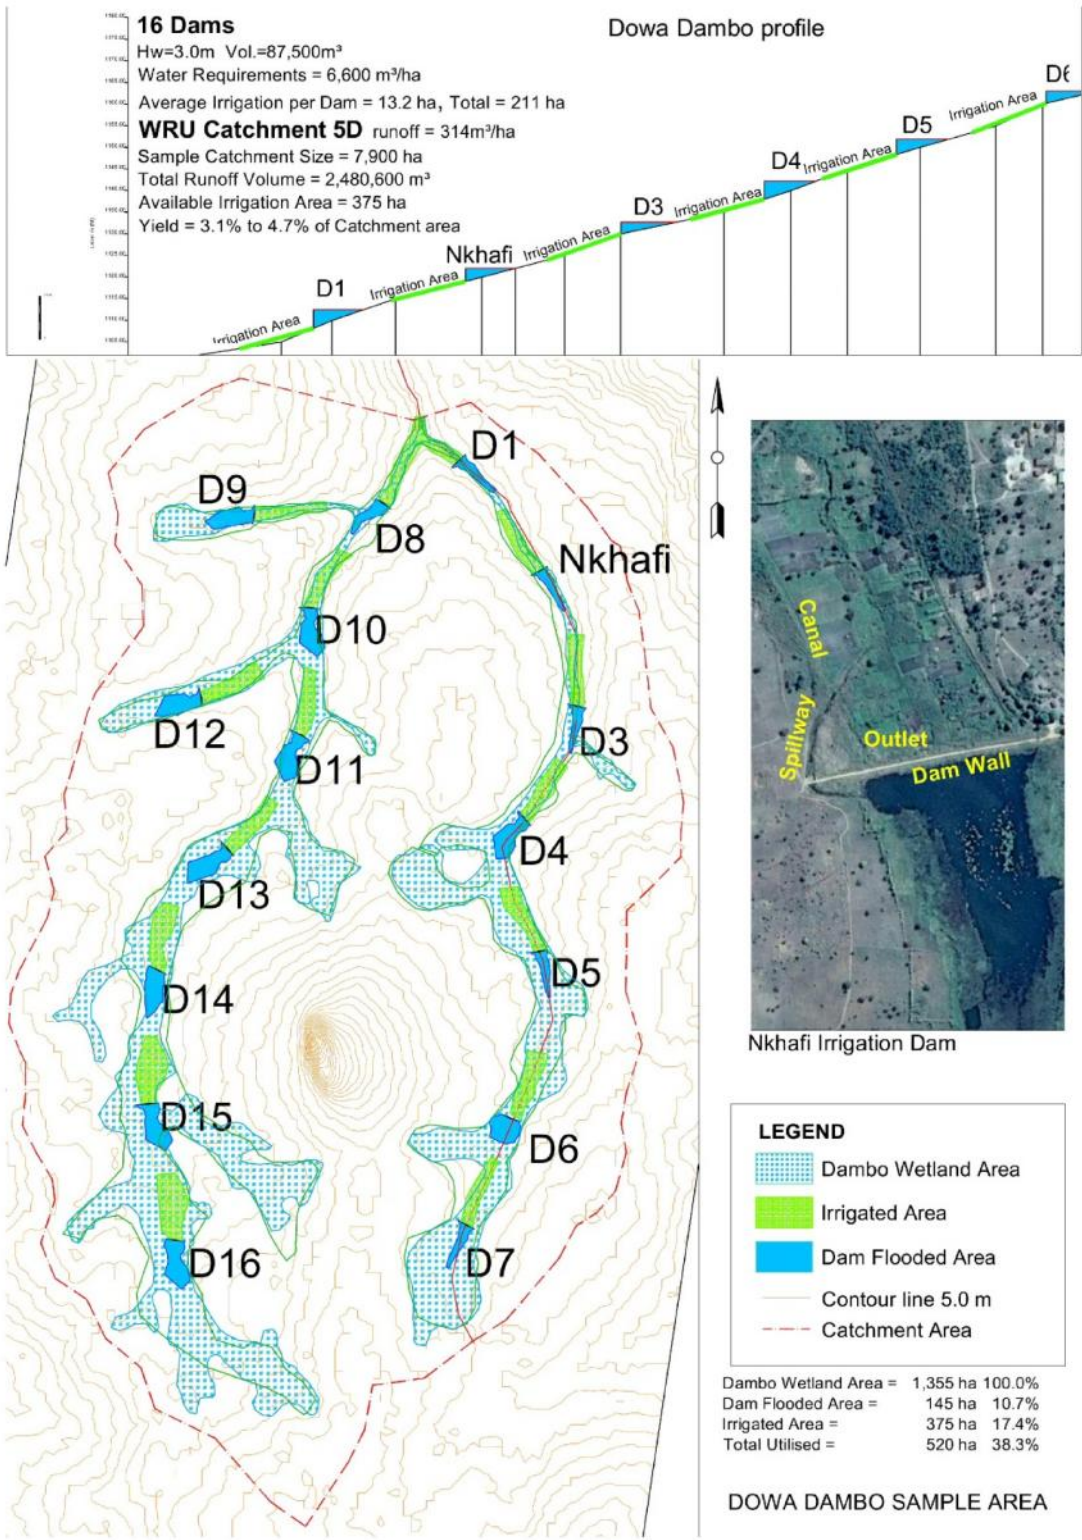 16 Dams
Hw=3.0m Vol.=87,500m³
Water Requirements = 6,600 m³/ha
Average Irrigation per Dam = 13.2 ha, Total = 211 ha
WRU Catchment 5D runoff = 314m³/ha
Sample Catchment Size = 7,900 ha
Total Runoff Volume = 2,480,600 m³
Available Irrigation Area = 375 ha
Yield = 3.1% to 4.7% of Catchment area
Dowa Dambo profile
Irrigation Area
D1
Irrigation Area
Nkhafi
Irrigation Area
D3
Irrigation Area
D4
Irrigation Area
D5
Irrigation Area
D6
D1
D9
D8
Nkhafi
D10
D12
D3
D11
D4
D13
D5
D14
D15
D6
D16
D7
Canal
Spillway
Outlet
Dam Wall
Nkhafi Irrigation Dam
LEGEND
Dambo Wetland Area
Irrigated Area
Dam Flooded Area
Contour line 5.0 m
Catchment Area
Dambo Wetland Area = 1,355 ha 100.0%
Dam Flooded Area = 145 ha 10.7%
Irrigated Area = 375 ha 17.4%
Total Utilised = 520 ha 38.3%
DOWA DAMBO SAMPLE AREA